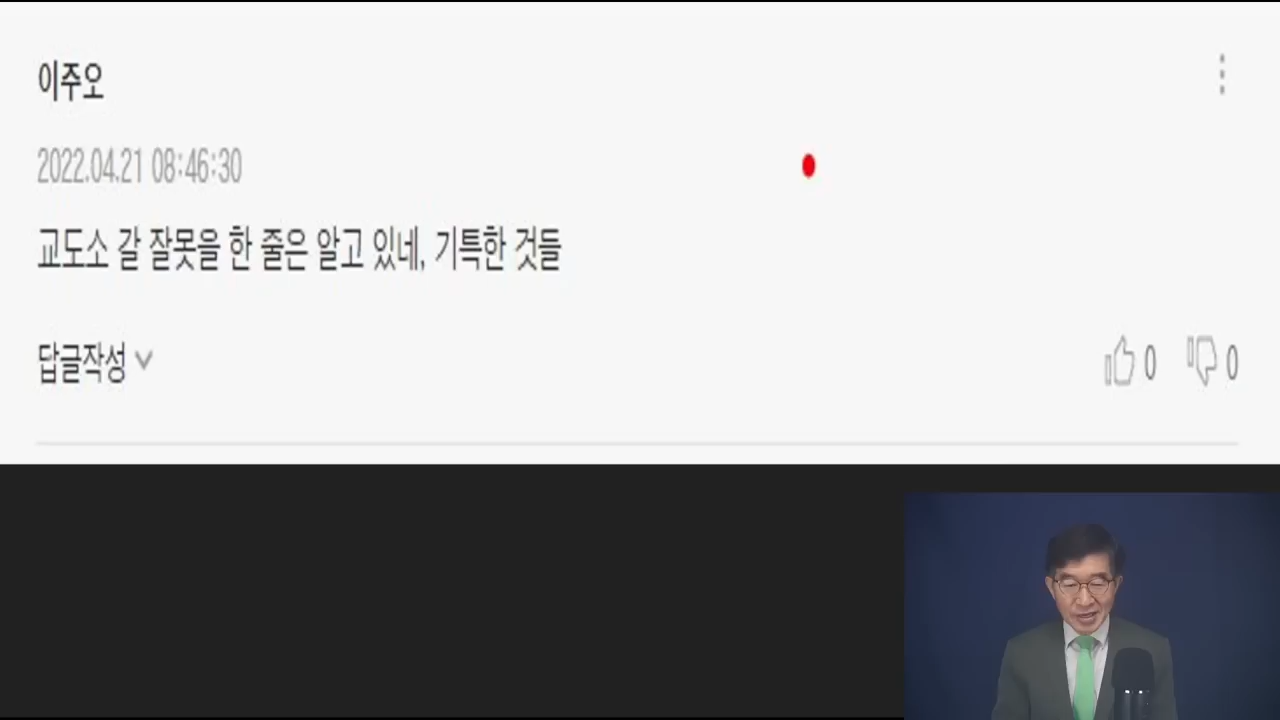 이주오
2022.04.21 08:46:30
교도소 갈 잘못을 한 줄은 알고 있네, 기특한 것들
답글작성
0 0